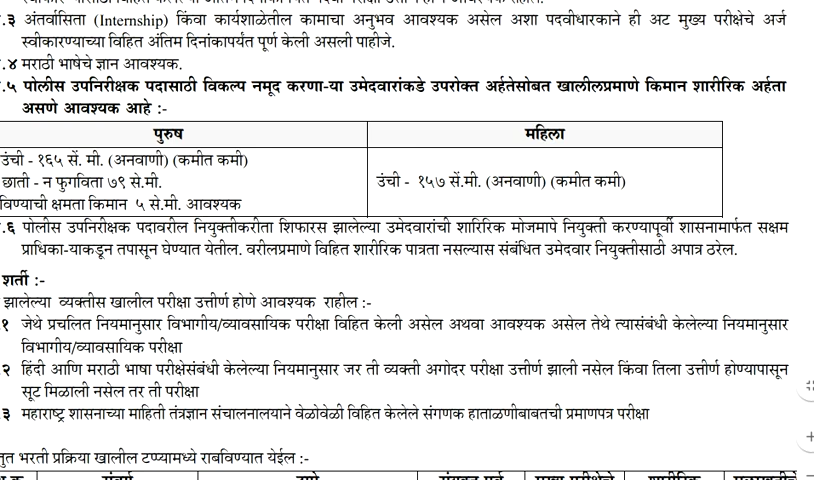 .३ अंतर्वासिता (Internship) किंवा कार्यशाळेतील कामाचा अनुभव आवश्यक असेल अशा पदवीधारकाने ही अट मुख्य परीक्षेचे अर्ज
स्वीकारण्याच्या विहित अंतिम दिनांकापर्यंत पूर्ण केली असली पाहीजे.
.४ मराठी भाषेचे ज्ञान आवश्यक.
.५ पोलीस उपनिरीक्षक पदासाठी विकल्प नमूद करणा-या उमेदवारांकडे उपरोक्त अर्हतेसोबत खालीलप्रमाणे किमान शारीरिक अर्हता
असणे आवश्यक आहे :-
पुरुष महिला
उंची - १६५ सें. मी. (अनवाणी) (कमीत कमी)
छाती - न फुगविता ७९ से.मी.
उंची - १५७ सें.मी. (अनवाणी) (कमीत कमी)
विण्याची क्षमता किमान ५ से.मी. आवश्यक
.६ पोलीस उपनिरीक्षक पदावरील नियुक्तीकरीता शिफारस झालेल्या उमेदवारांची शारिरिक मोजमापे नियुक्ती करण्यापूर्वी शासनामार्फत सक्षम
प्राधिका-याकडून तपासून घेण्यात येतील. वरीलप्रमाणे विहित शारीरिक पात्रता नसल्यास संबंधित उमेदवार नियुक्तीसाठी अपात्र ठरेल.
शर्ती :-
झालेल्या व्यक्तीस खालील परीक्षा उत्तीर्ण होणे आवश्यक राहील :-
१ जेथे प्रचलित नियमानुसार विभागीय/व्यावसायिक परीक्षा विहित केली असेल अथवा आवश्यक असेल तेथे त्यासंबंधी केलेल्या नियमानुसार
विभागीय/व्यावसायिक परीक्षा
२ हिंदी आणि मराठी भाषा परीक्षेसंबंधी केलेल्या नियमानुसार जर ती व्यक्ती अगोदर परीक्षा उत्तीर्ण झाली नसेल किंवा तिला उत्तीर्ण होण्यापासून
सूट मिळाली नसेल तर ती परीक्षा
.३ महाराष्ट्र शासनाच्या माहिती तंत्रज्ञान संचालनालयाने वेळोवेळी विहित केलेले संगणक हाताळणीबाबतची प्रमाणपत्र परीक्षा
तुत भरती प्रक्रिया खालील टप्प्यामध्ये राबविण्यात येईल :-